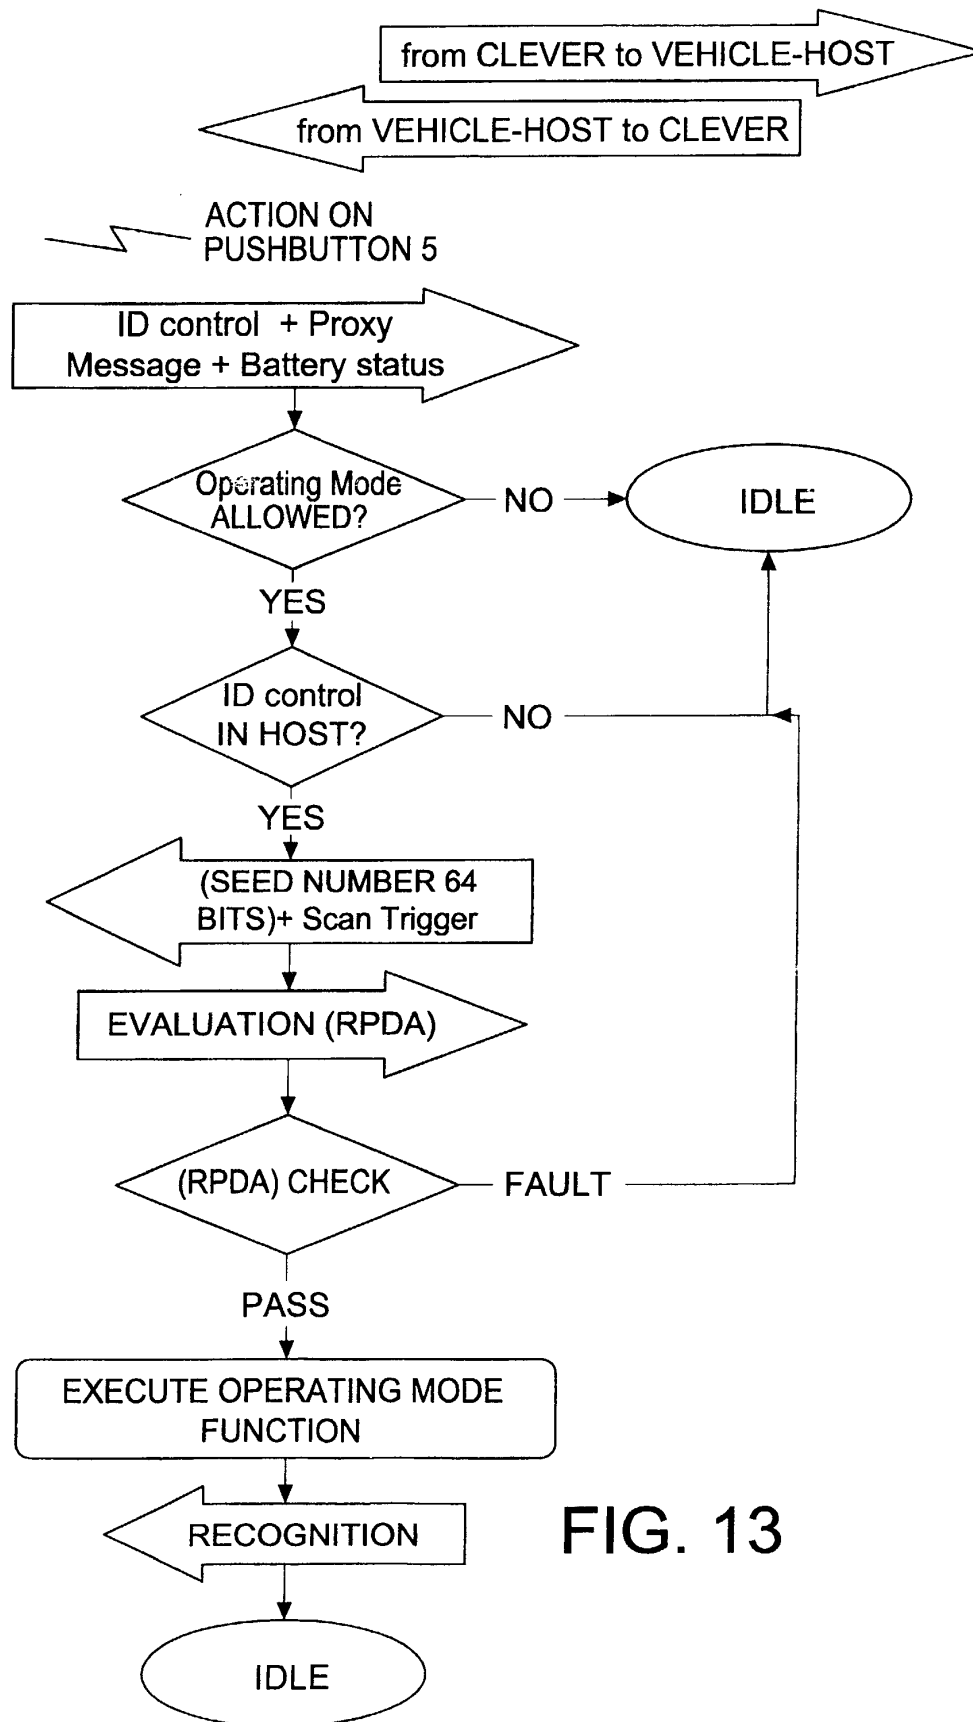 from CLEVER to VEHICLE-HOST
from VEHICLE-HOST to CLEVER
ACTION ON
PUSHBUTTON 5
ID control + Proxy
Message + Battery status
Operating Mode
ALLOWED?
NO
IDLE
YES
ID control
IN HOST?
NO
YES
(SEED NUMBER 64
BITS)+ Scan Trigger
EVALUATION (RPDA)
(RPDA) CHECK
FAULT
PASS
EXECUTE OPERATING MODE
FUNCTION
RECOGNITION
FIG. 13
IDLE